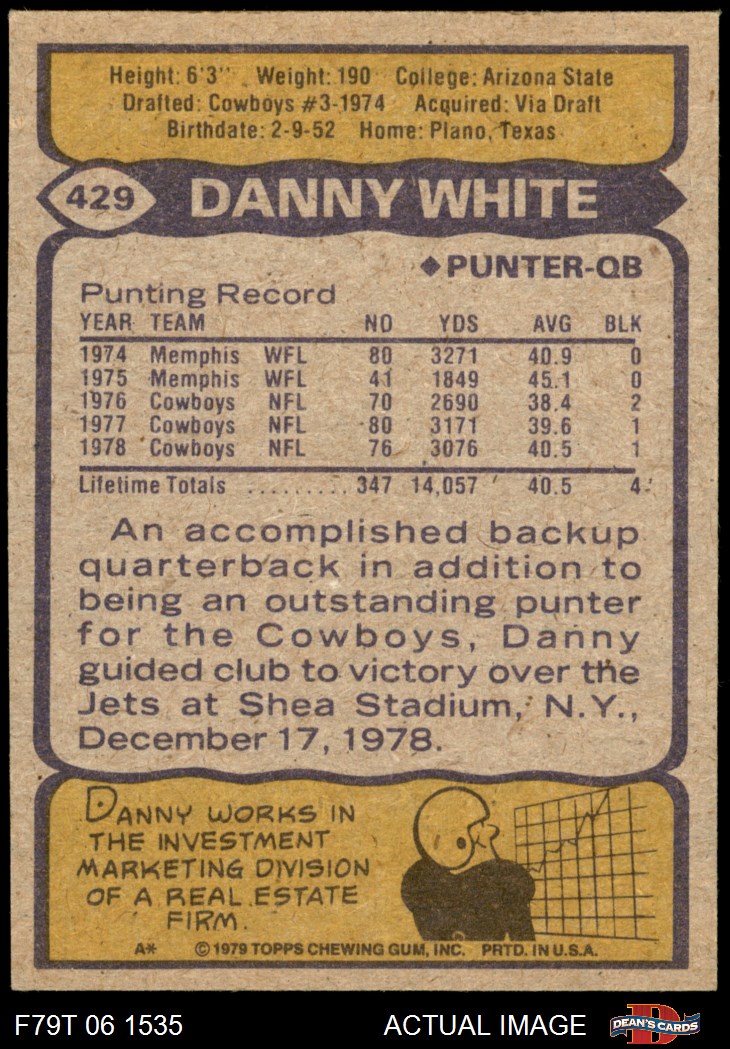 Height: 6'3" Weight: 190 College: Arizona State
Drafted: Cowboys #3-1974 Acquired: Via Draft
Birthdate: 2-9-52 Home: Plano, Texas
429 DANNY WHITE
◆PUNTER-QB
Punting Record
YEAR TEAM NO YDS AVG BLK
1974 Memphis WFL 80 3271 40.9 0
1975 Memphis WFL 41 1849 45.1 0
1976 Cowboys NFL 70 2690 38.4 2
1977 Cowboys NFL 80 3171 39.6 1
1978 Cowboys NFL 76 3076 40.5 1
Lifetime Totals ......... 347 14,057 40.5 4
An accomplished backup
quarterback in addition to
being an outstanding punter
for the Cowboys, Danny
guided club to victory over the
Jets at Shea Stadium, N.Y.,
December 17, 1978.
DANNY WORKS IN
THE INVESTMENT
MARKETING DIVISION
OF A REAL ESTATE
FIRM.
A* © 1979 TOPPS CHEWING GUM, INC. PRTD. IN U.S.A.
F79T 06 1535 ACTUAL IMAGE DEAN'S CARDS